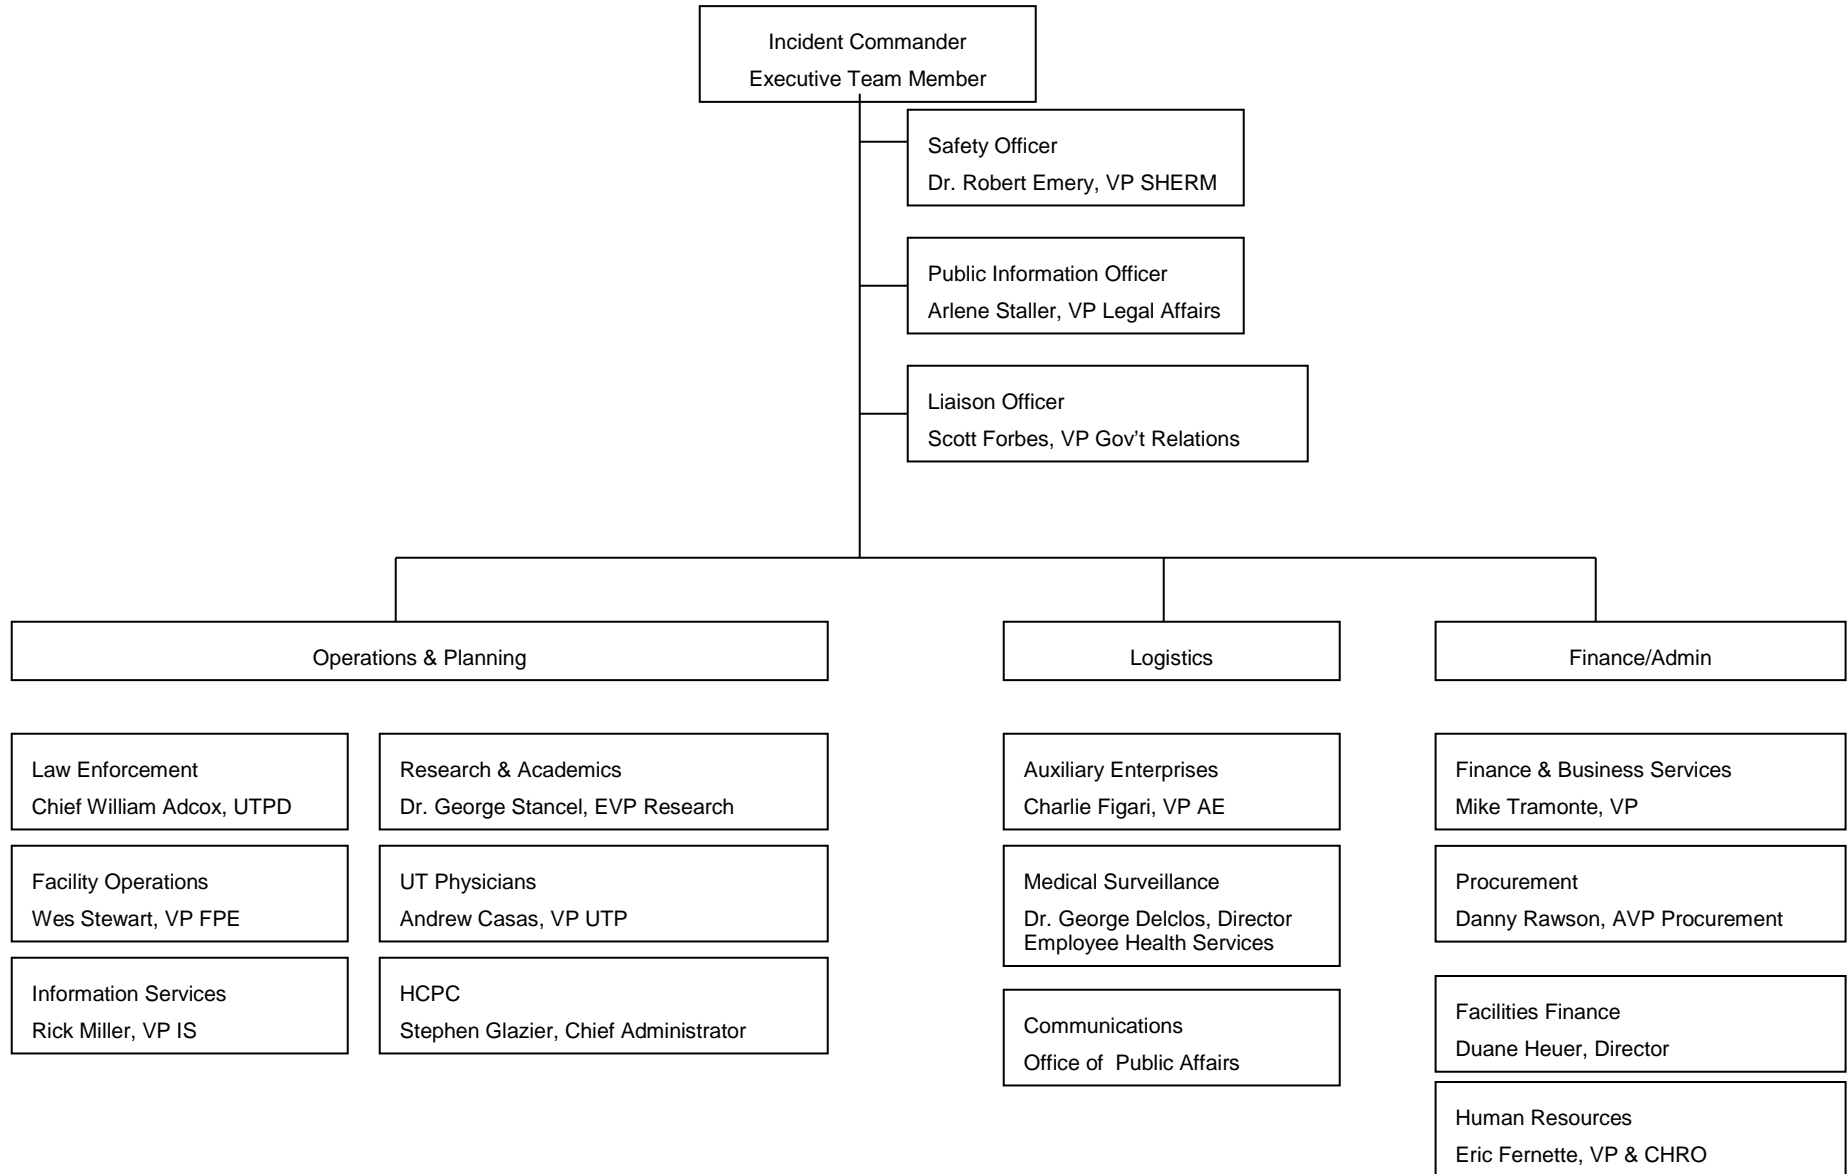 Incident Commander
Executive Team Member
Safety Officer
Dr. Robert Emery, VP SHERM
Public Information Officer
Arlene Staller, VP Legal Affairs
Liaison Officer
Scott Forbes, VP Gov’t Relations
Operations & Planning
Logistics
Finance/Admin
Law Enforcement
Chief William Adcox, UTPD
Research & Academics
Dr. George Stancel, EVP Research
Auxiliary Enterprises
Charlie Figari, VP AE
Finance & Business Services
Mike Tramonte, VP
Facility Operations
Wes Stewart, VP FPE
UT Physicians
Andrew Casas, VP UTP
Medical Surveillance
Dr. George Delclos, Director
Employee Health Services
Procurement
Danny Rawson, AVP Procurement
Information Services
Rick Miller, VP IS
HCPC
Stephen Glazier, Chief Administrator
Communications
Office of Public Affairs
Facilities Finance
Duane Heuer, Director
Human Resources
Eric Fernette, VP & CHRO